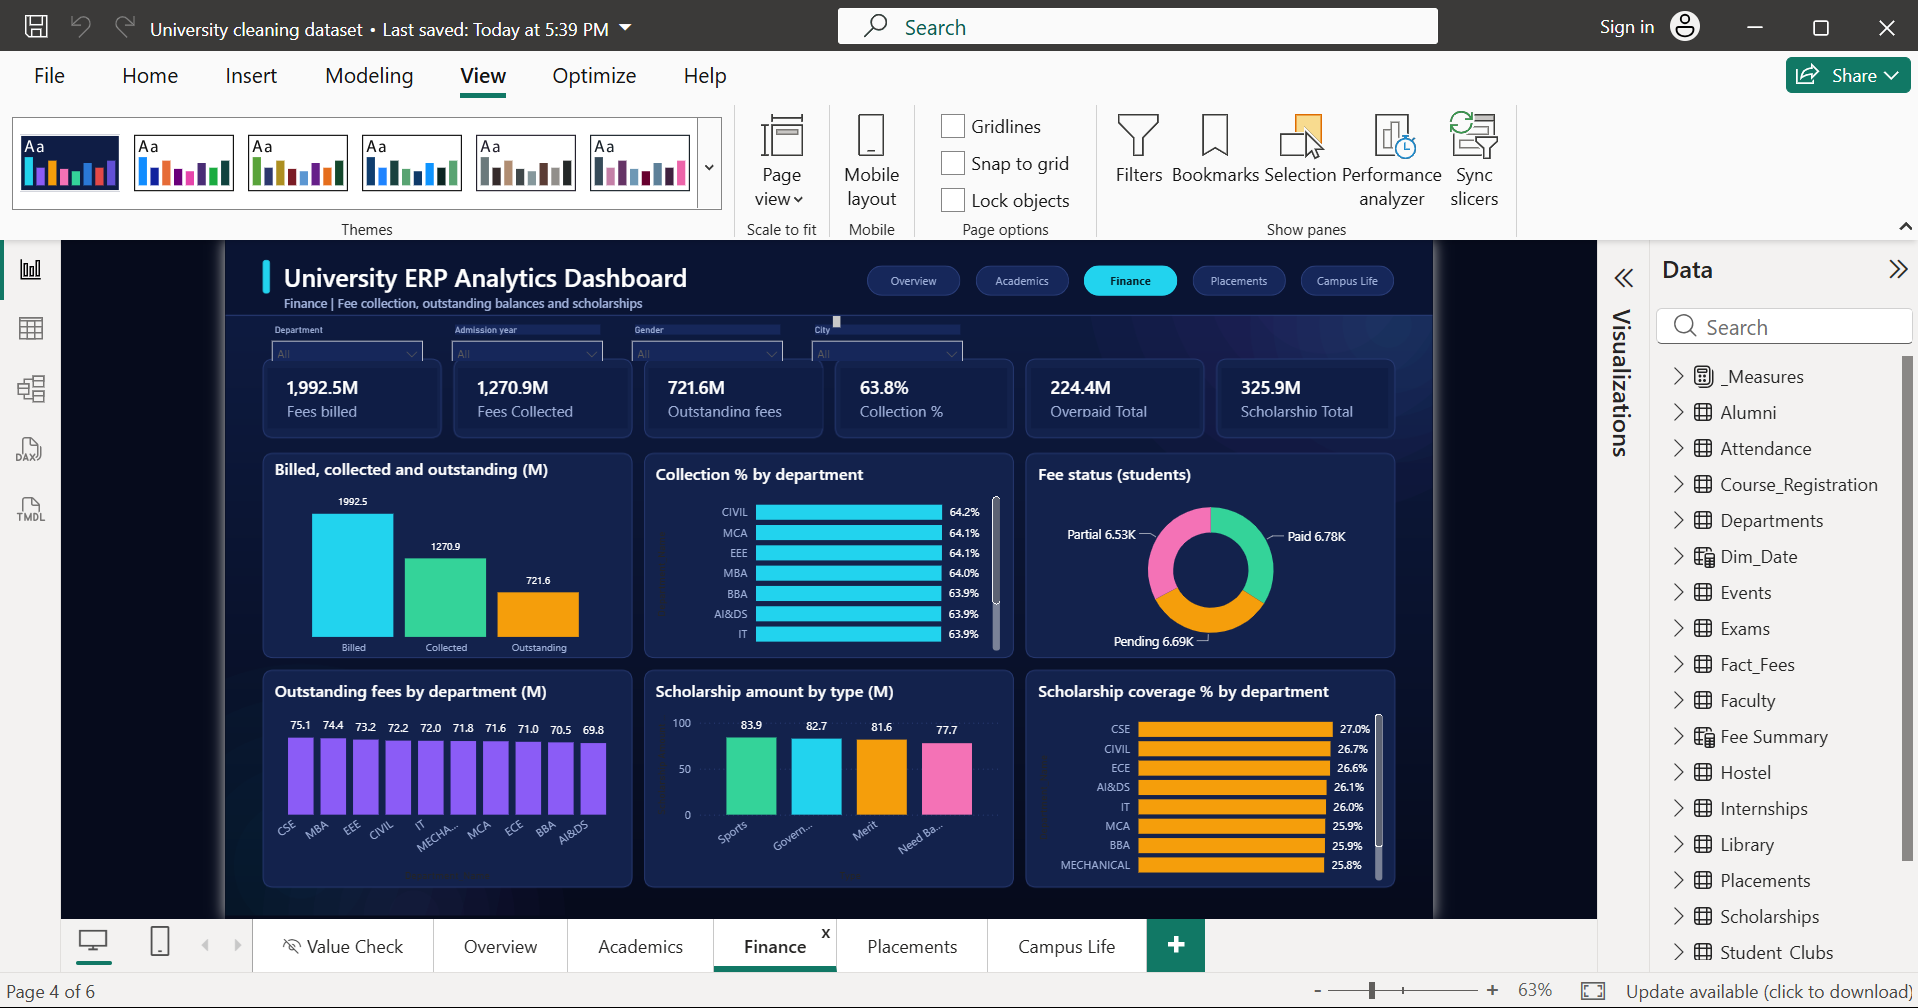 University cleaning dataset • Last saved: Today at 5:39 PM
Search
Sign in
File
Home
Insert
Modeling
View
Optimize
Help
Share
Aa
Aa
Aa
Aa
Aa
Aa
Themes
Page view
Scale to fit
Mobile layout
Mobile
Gridlines
Snap to grid
Lock objects
Page options
Filters
Bookmarks
Selection
Performance analyzer
Sync slicers
Show panes
DAX
TMDL
University ERP Analytics Dashboard
Finance | Fee collection, outstanding balances and scholarships
Overview
Academics
Finance
Placements
Campus Life
Department
All
Admission year
All
Gender
All
City
All
1,992.5M
Fees billed
1,270.9M
Fees Collected
721.6M
Outstanding fees
63.8%
Collection %
224.4M
Overpaid Total
325.9M
Scholarship Total
Billed, collected and outstanding (M)
1992.5
1270.9
721.6
Billed
Collected
Outstanding
Collection % by department
CIVIL 64.2%
MCA 64.1%
EEE 64.1%
MBA 64.0%
BBA 63.9%
AI&DS 63.9%
IT 63.9%
Fee status (students)
Partial 6.53K
Paid 6.78K
Pending 6.69K
Outstanding fees by department (M)
75.1 74.4 73.2 72.2 72.0 71.8 71.6 71.0 70.5 69.8
CSE MBA EEE CIVIL IT MECHA... MCA ECE BBA AI&DS
Scholarship amount by type (M)
100
50
0
83.9 82.7 81.6 77.7
Sports Govern... Merit Need Ba...
Scholarship coverage % by department
CSE 27.0%
CIVIL 26.7%
ECE 26.6%
AI&DS 26.1%
IT 26.0%
MCA 25.9%
BBA 25.9%
MECHANICAL 25.8%
Visualizations
Data
Search
_Measures
Alumni
Attendance
Course_Registration
Departments
Dim_Date
Events
Exams
Fact_Fees
Faculty
Fee Summary
Hostel
Internships
Library
Placements
Scholarships
Student Clubs
Value Check
Overview
Academics
Finance
x
Placements
Campus Life
+
Page 4 of 6
- + 63%
Update available (click to download)